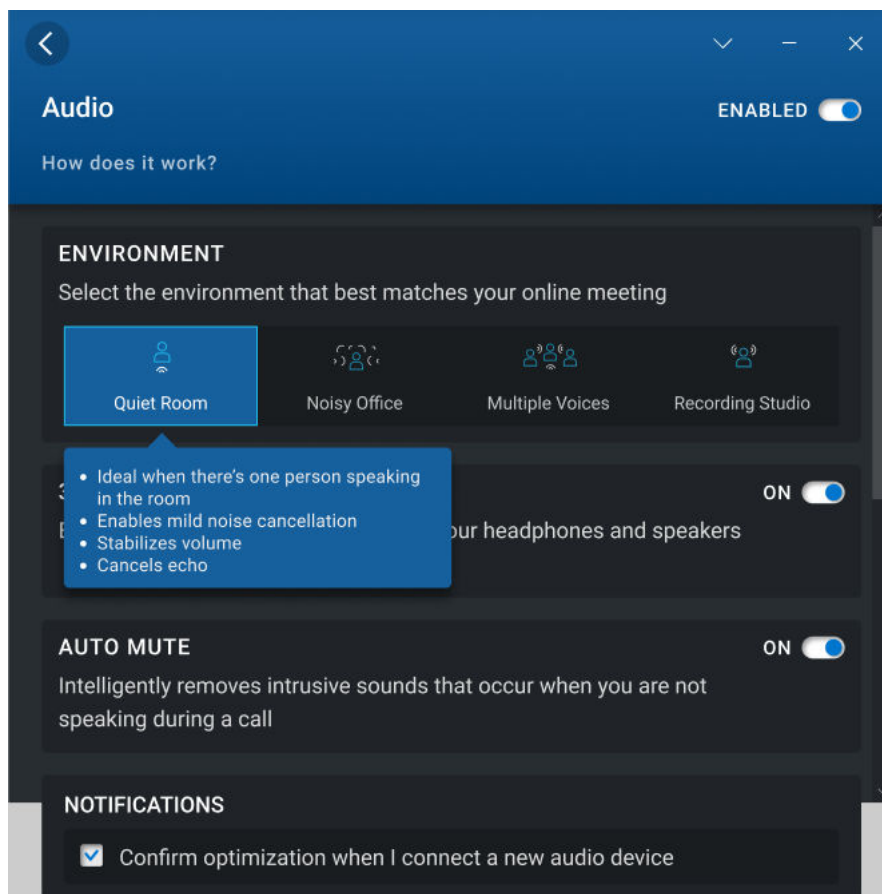 Audio
ENABLED
How does it work?
ENVIRONMENT
Select the environment that best matches your online meeting
Quiet Room
Noisy Office
Multiple Voices
Recording Studio
• Ideal when there's one person speaking
in the room
• Enables mild noise cancellation
• Stabilizes volume
• Cancels echo
ON
headphones and speakers
AUTO MUTE
ON
Intelligently removes intrusive sounds that occur when you are not
speaking during a call
NOTIFICATIONS
Confirm optimization when I connect a new audio device